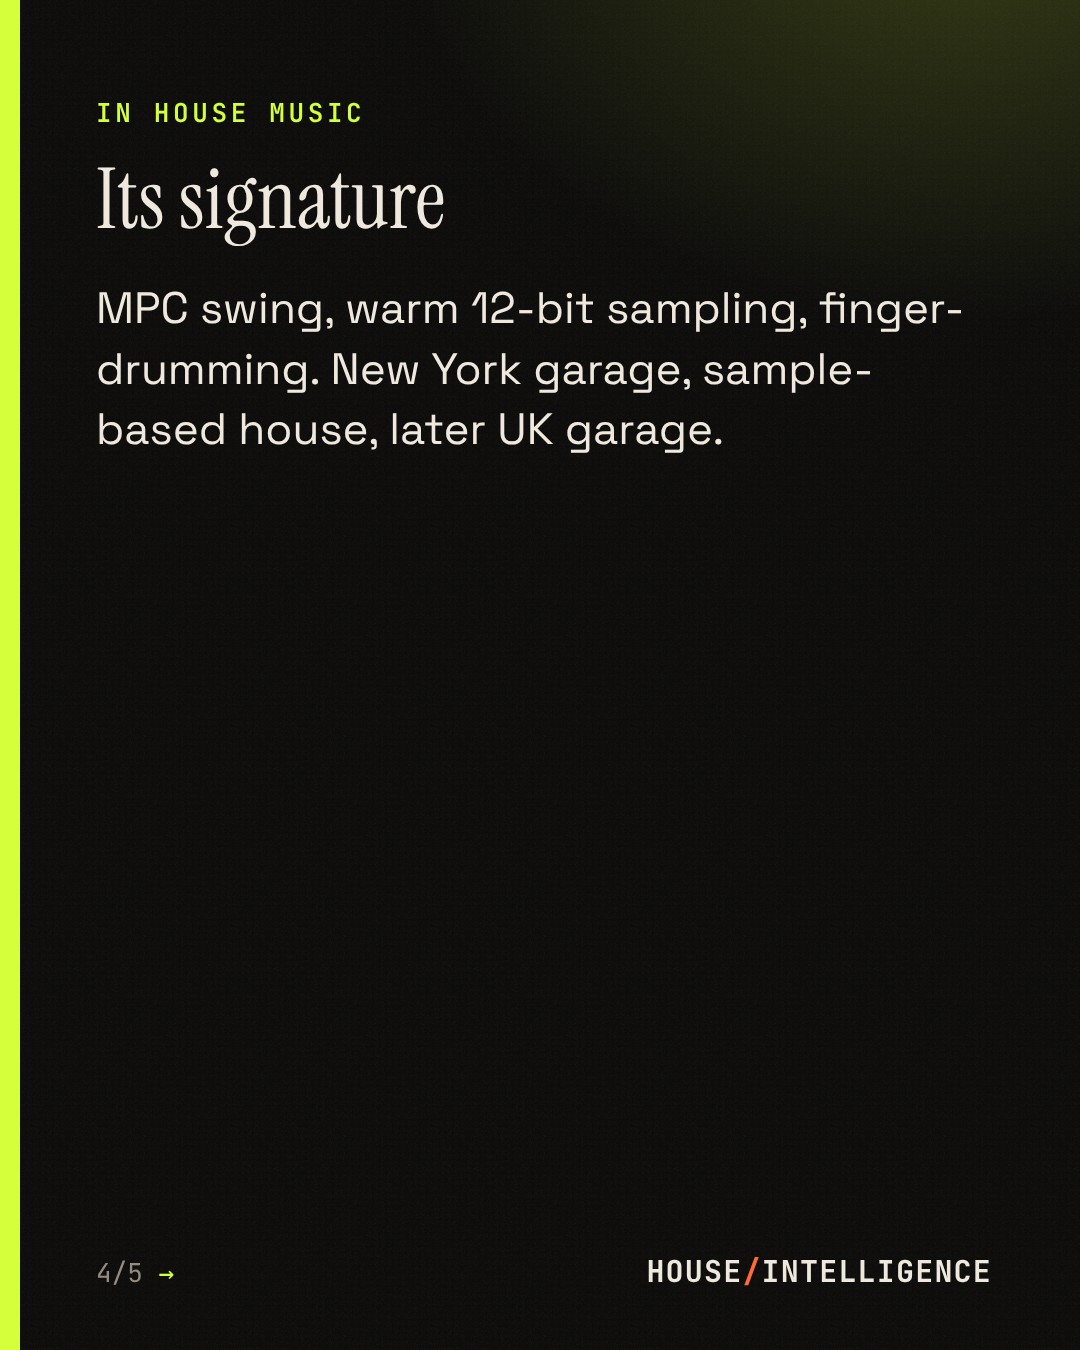 IN HOUSE MUSIC
Its signature
MPC swing, warm 12-bit sampling, finger-
drumming. New York garage, sample-
based house, later UK garage.
4/5 →
HOUSE/INTELLIGENCE